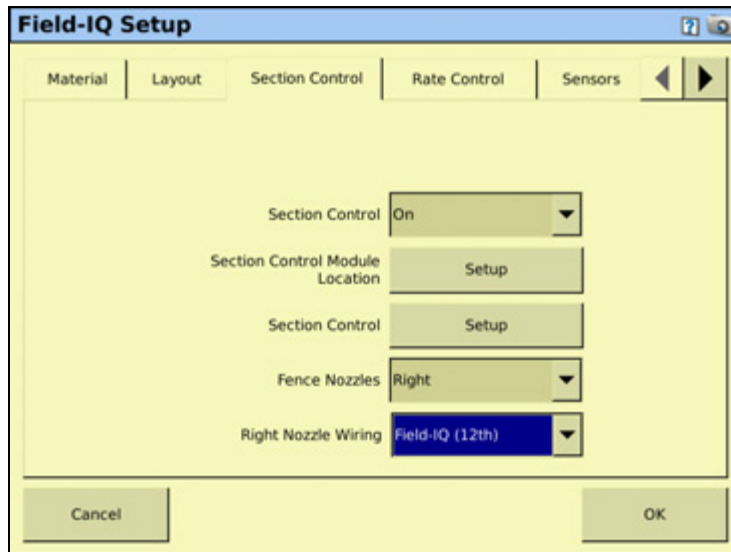 Field-IQ Setup
?
Material Layout Section Control Rate Control Sensors
Section Control On
Section Control Module
Location
Setup
Section Control Setup
Fence Nozzles Right
Right Nozzle Wiring Field-IQ (12th)
Cancel OK